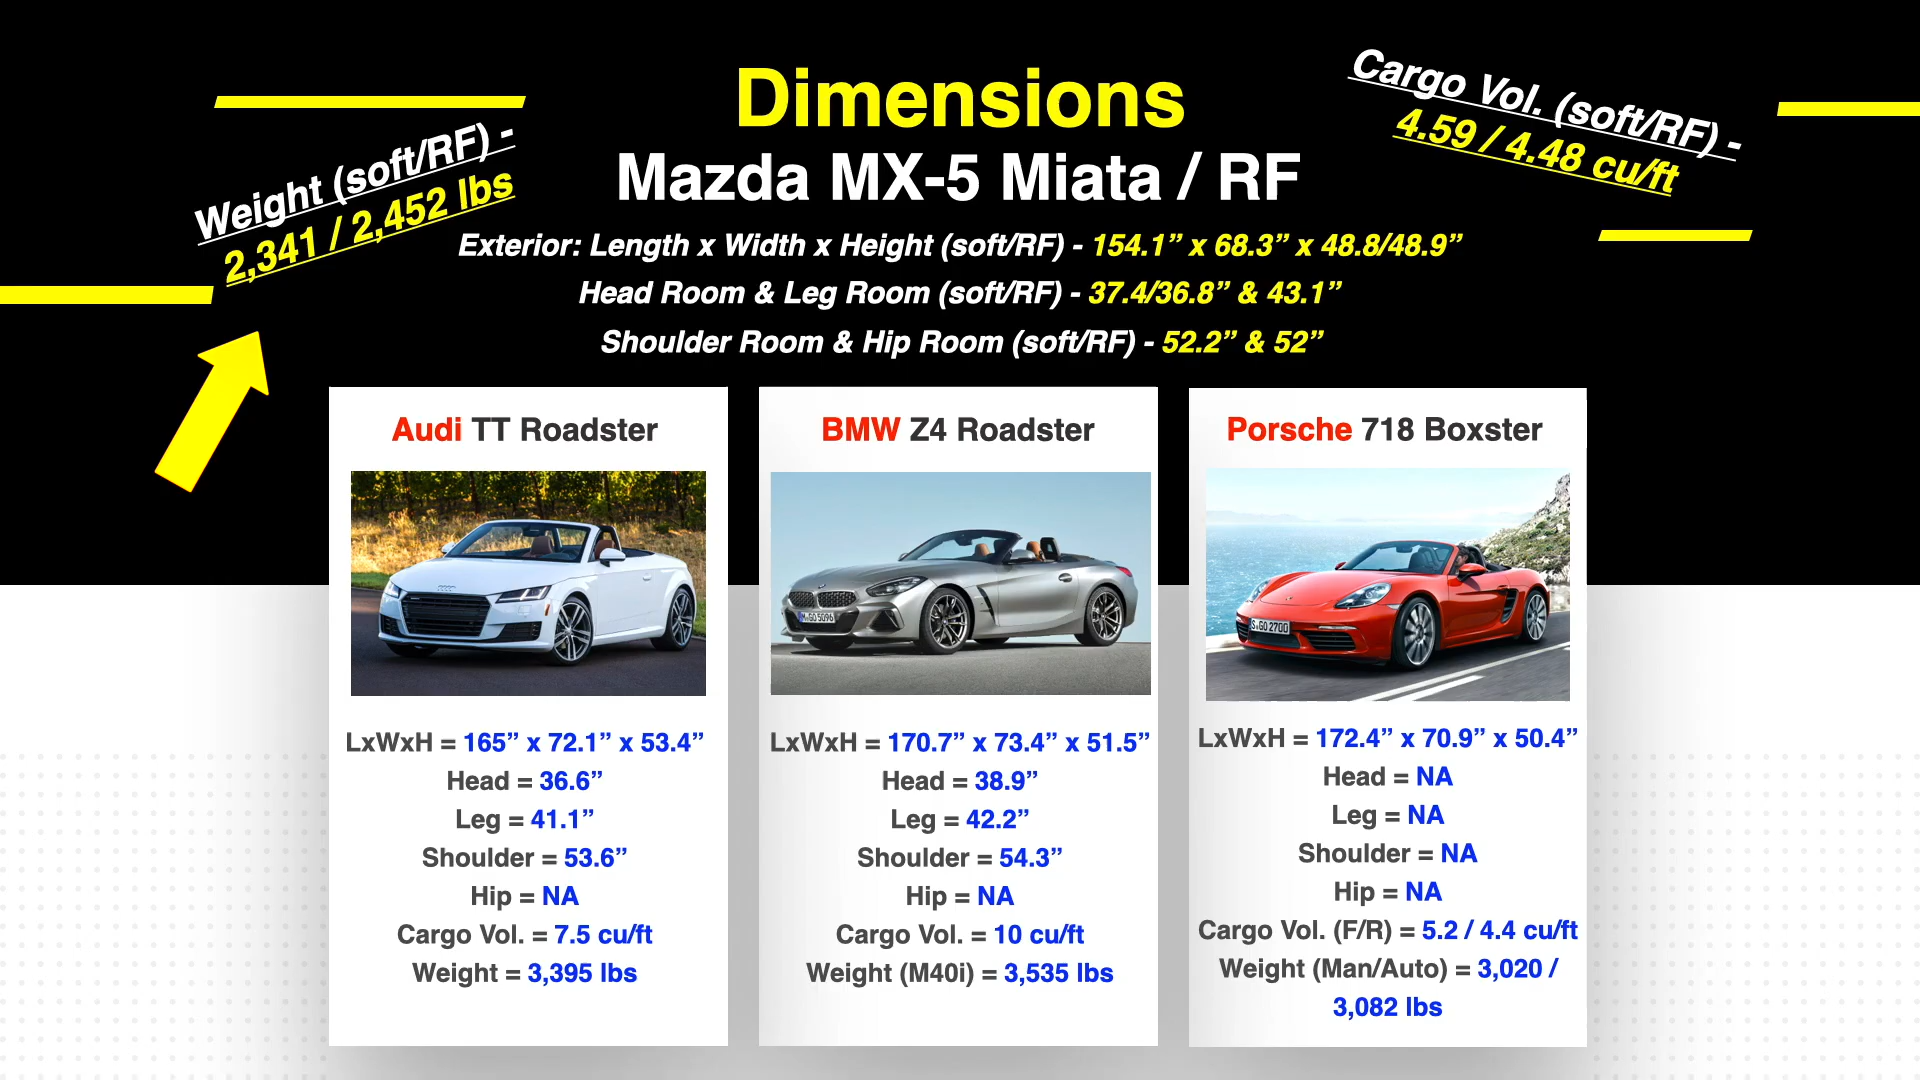 Dimensions
Mazda MX-5 Miata / RF
Weight (soft/RF) -
2,341 / 2,452 lbs
Cargo Vol. (soft/RF) -
4.59 / 4.48 cu/ft
Exterior: Length x Width x Height (soft/RF) - 154.1” x 68.3” x 48.8/48.9”
Head Room & Leg Room (soft/RF) - 37.4/36.8” & 43.1”
Shoulder Room & Hip Room (soft/RF) - 52.2” & 52”
Audi TT Roadster
LxWxH = 165” x 72.1” x 53.4”
Head = 36.6”
Leg = 41.1”
Shoulder = 53.6”
Hip = NA
Cargo Vol. = 7.5 cu/ft
Weight = 3,395 lbs
BMW Z4 Roadster
M GO 5096
LxWxH = 170.7” x 73.4” x 51.5”
Head = 38.9”
Leg = 42.2”
Shoulder = 54.3”
Hip = NA
Cargo Vol. = 10 cu/ft
Weight (M40i) = 3,535 lbs
Porsche 718 Boxster
S GO 2700
LxWxH = 172.4” x 70.9” x 50.4”
Head = NA
Leg = NA
Shoulder = NA
Hip = NA
Cargo Vol. (F/R) = 5.2 / 4.4 cu/ft
Weight (Man/Auto) = 3,020 /
3,082 lbs